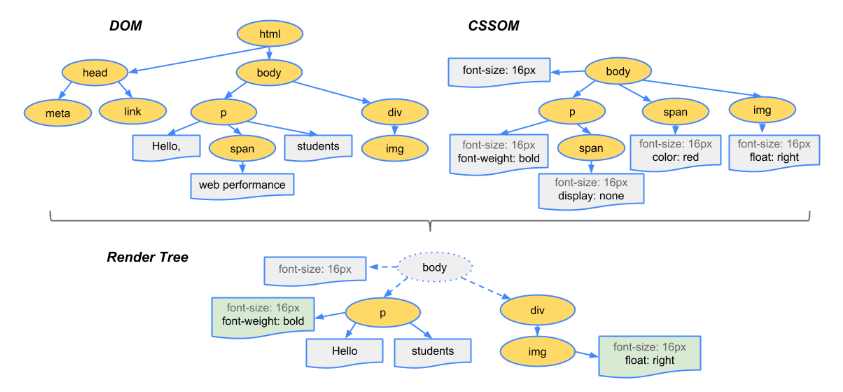 DOM
html
head
body
meta
link
p
div
Hello,
span
students
img
web performance
CSSOM
font-size: 16px
body
p
span
img
font-size: 16px
font-weight: bold
span
font-size: 16px
color: red
font-size: 16px
float: right
font-size: 16px
display: none
Render Tree
font-size: 16px
body
font-size: 16px
font-weight: bold
p
div
Hello
students
img
font-size: 16px
float: right